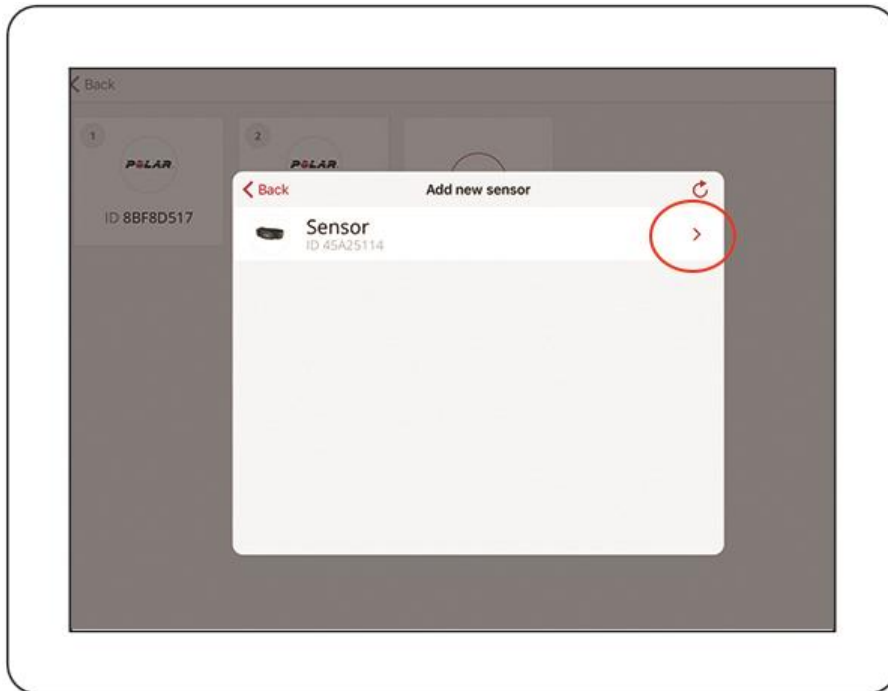 Back
1
2
POLAR
POLAR
ID 8BF8D517
Back
Add new sensor
Sensor
ID 45A25114